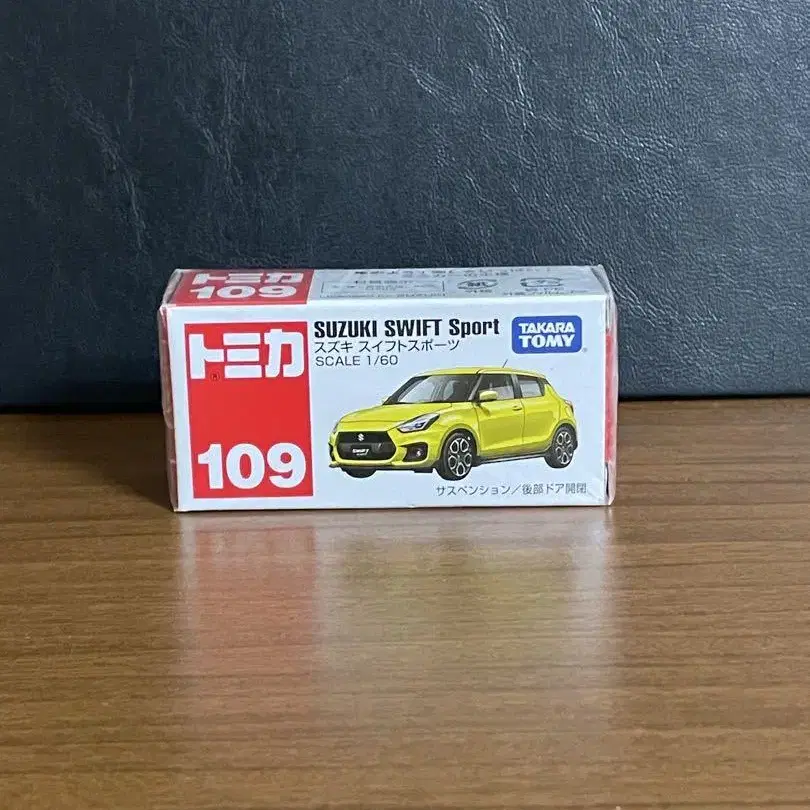 トミカ
109
トミカ
109
SUZUKI SWIFT Sport
スズキ スイフトスポーツ
SCALE 1/60
TAKARA
TOMY
SWIFT
サスペンション/後部ドア開閉